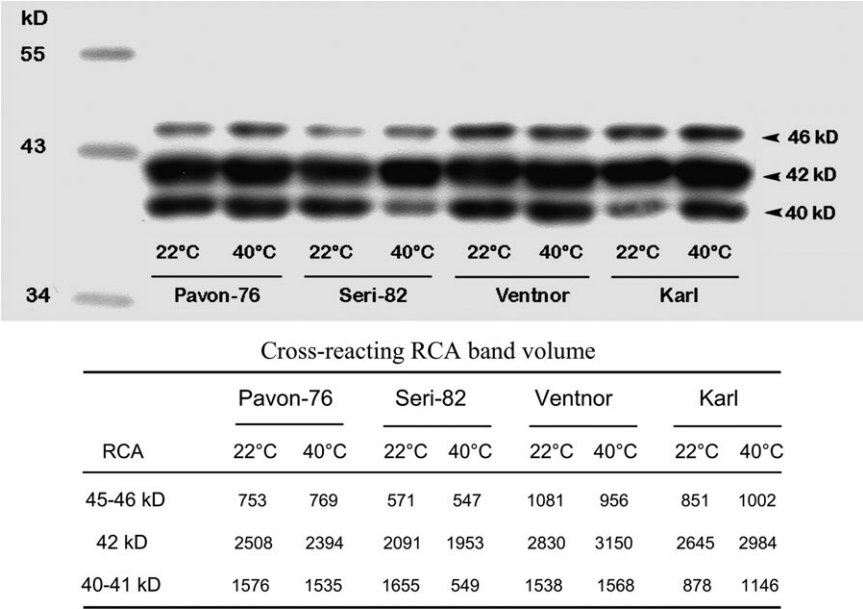 kD
55
43
34
46 kD
42 kD
40 kD
22°C 40°C 22°C 40°C 22°C 40°C 22°C 40°C
Pavon-76 Seri-82 Ventnor Karl
Cross-reacting RCA band volume
Pavon-76 Seri-82 Ventnor Karl
RCA 22°C 40°C 22°C 40°C 22°C 40°C 22°C 40°C
45-46 kD 753 769 571 547 1081 956 851 1002
42 kD 2508 2394 2091 1953 2830 3150 2645 2984
40-41 kD 1576 1535 1655 549 1538 1568 878 1146